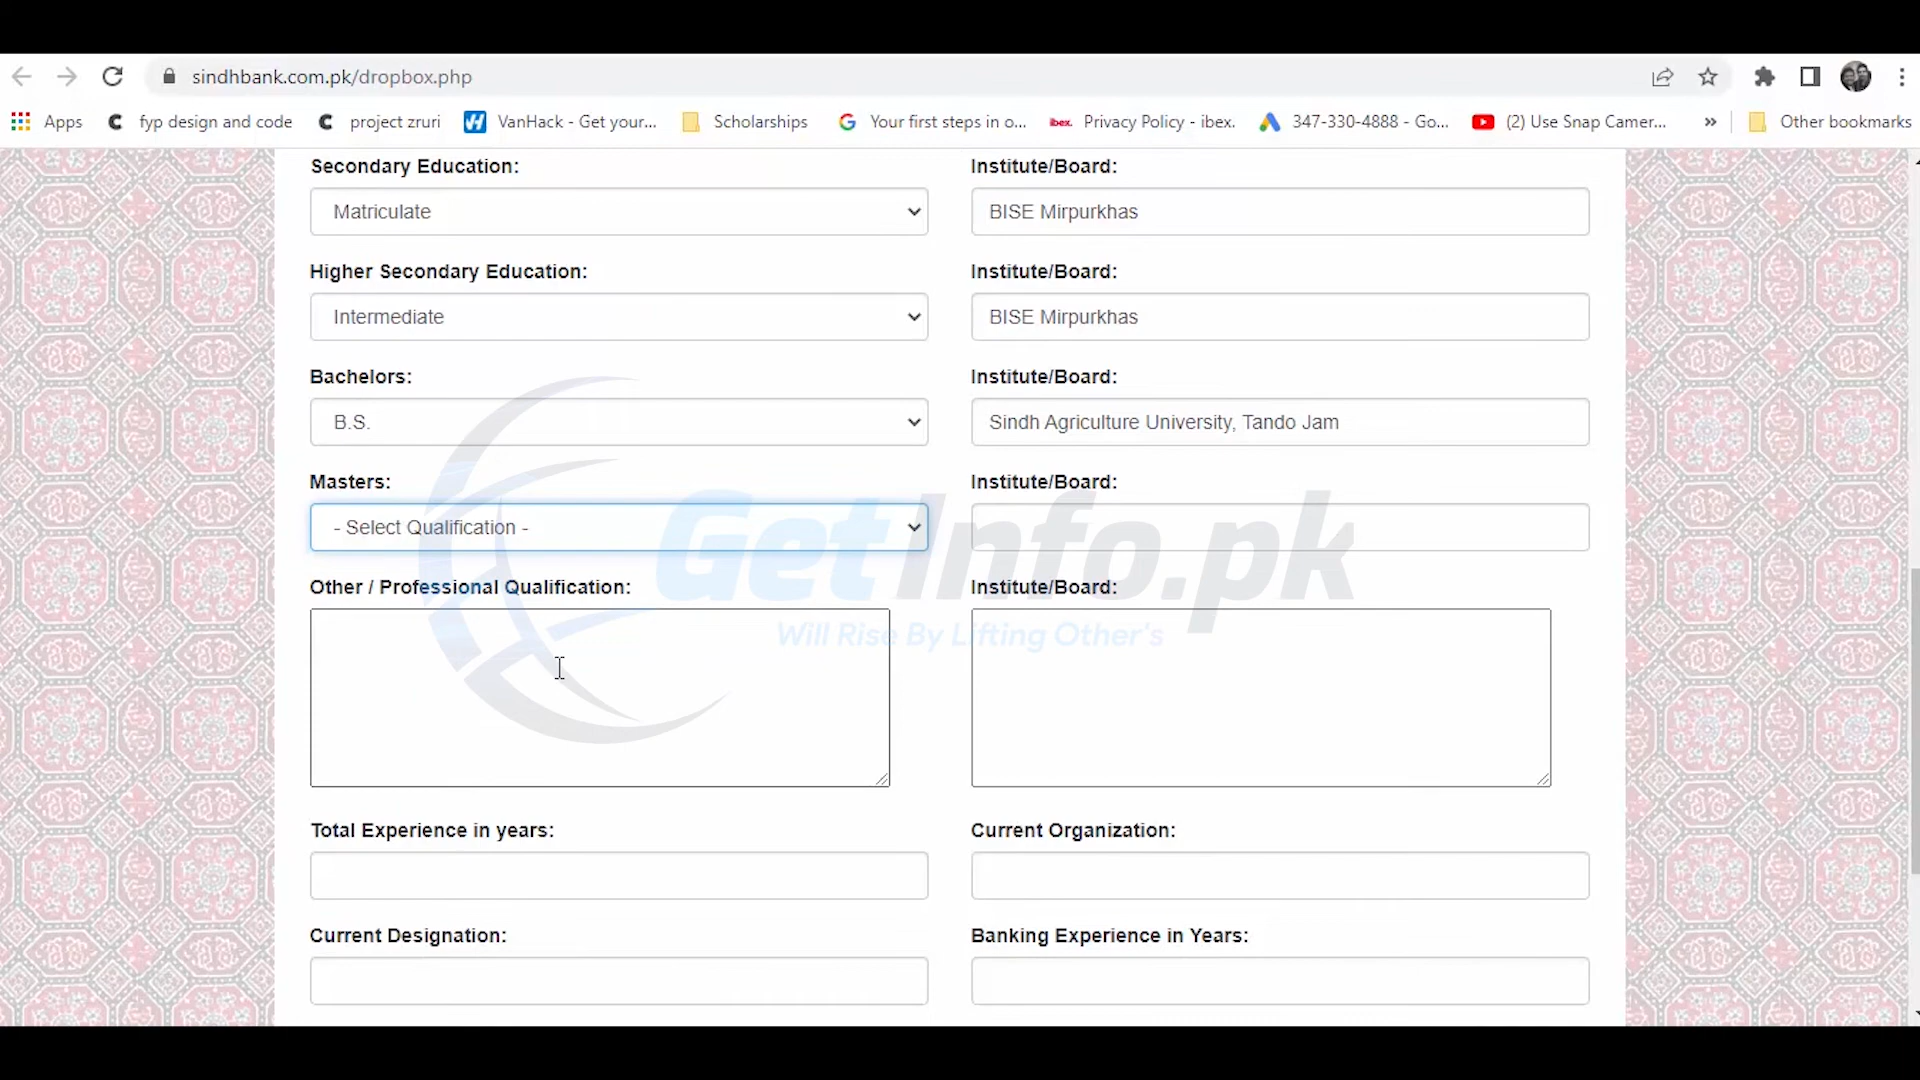 sindhbank.com.pk/dropbox.php
Apps fyp design and code project zruri VanHack - Get your... Scholarships Your first steps in o... ibex. Privacy Policy - ibex. 347-330-4888 - Go... (2) Use Snap Camer... » Other bookmarks
Secondary Education: Institute/Board:
Matriculate BISE Mirpurkhas
Higher Secondary Education: Institute/Board:
Intermediate BISE Mirpurkhas
Bachelors: Institute/Board:
B.S. Sindh Agriculture University, Tando Jam
Masters: Institute/Board:
- Select Qualification -
GetInfo.pk
Other / Professional Qualification: Institute/Board:
Will Rise By Lifting Other's
Total Experience in years: Current Organization:
Current Designation: Banking Experience in Years: